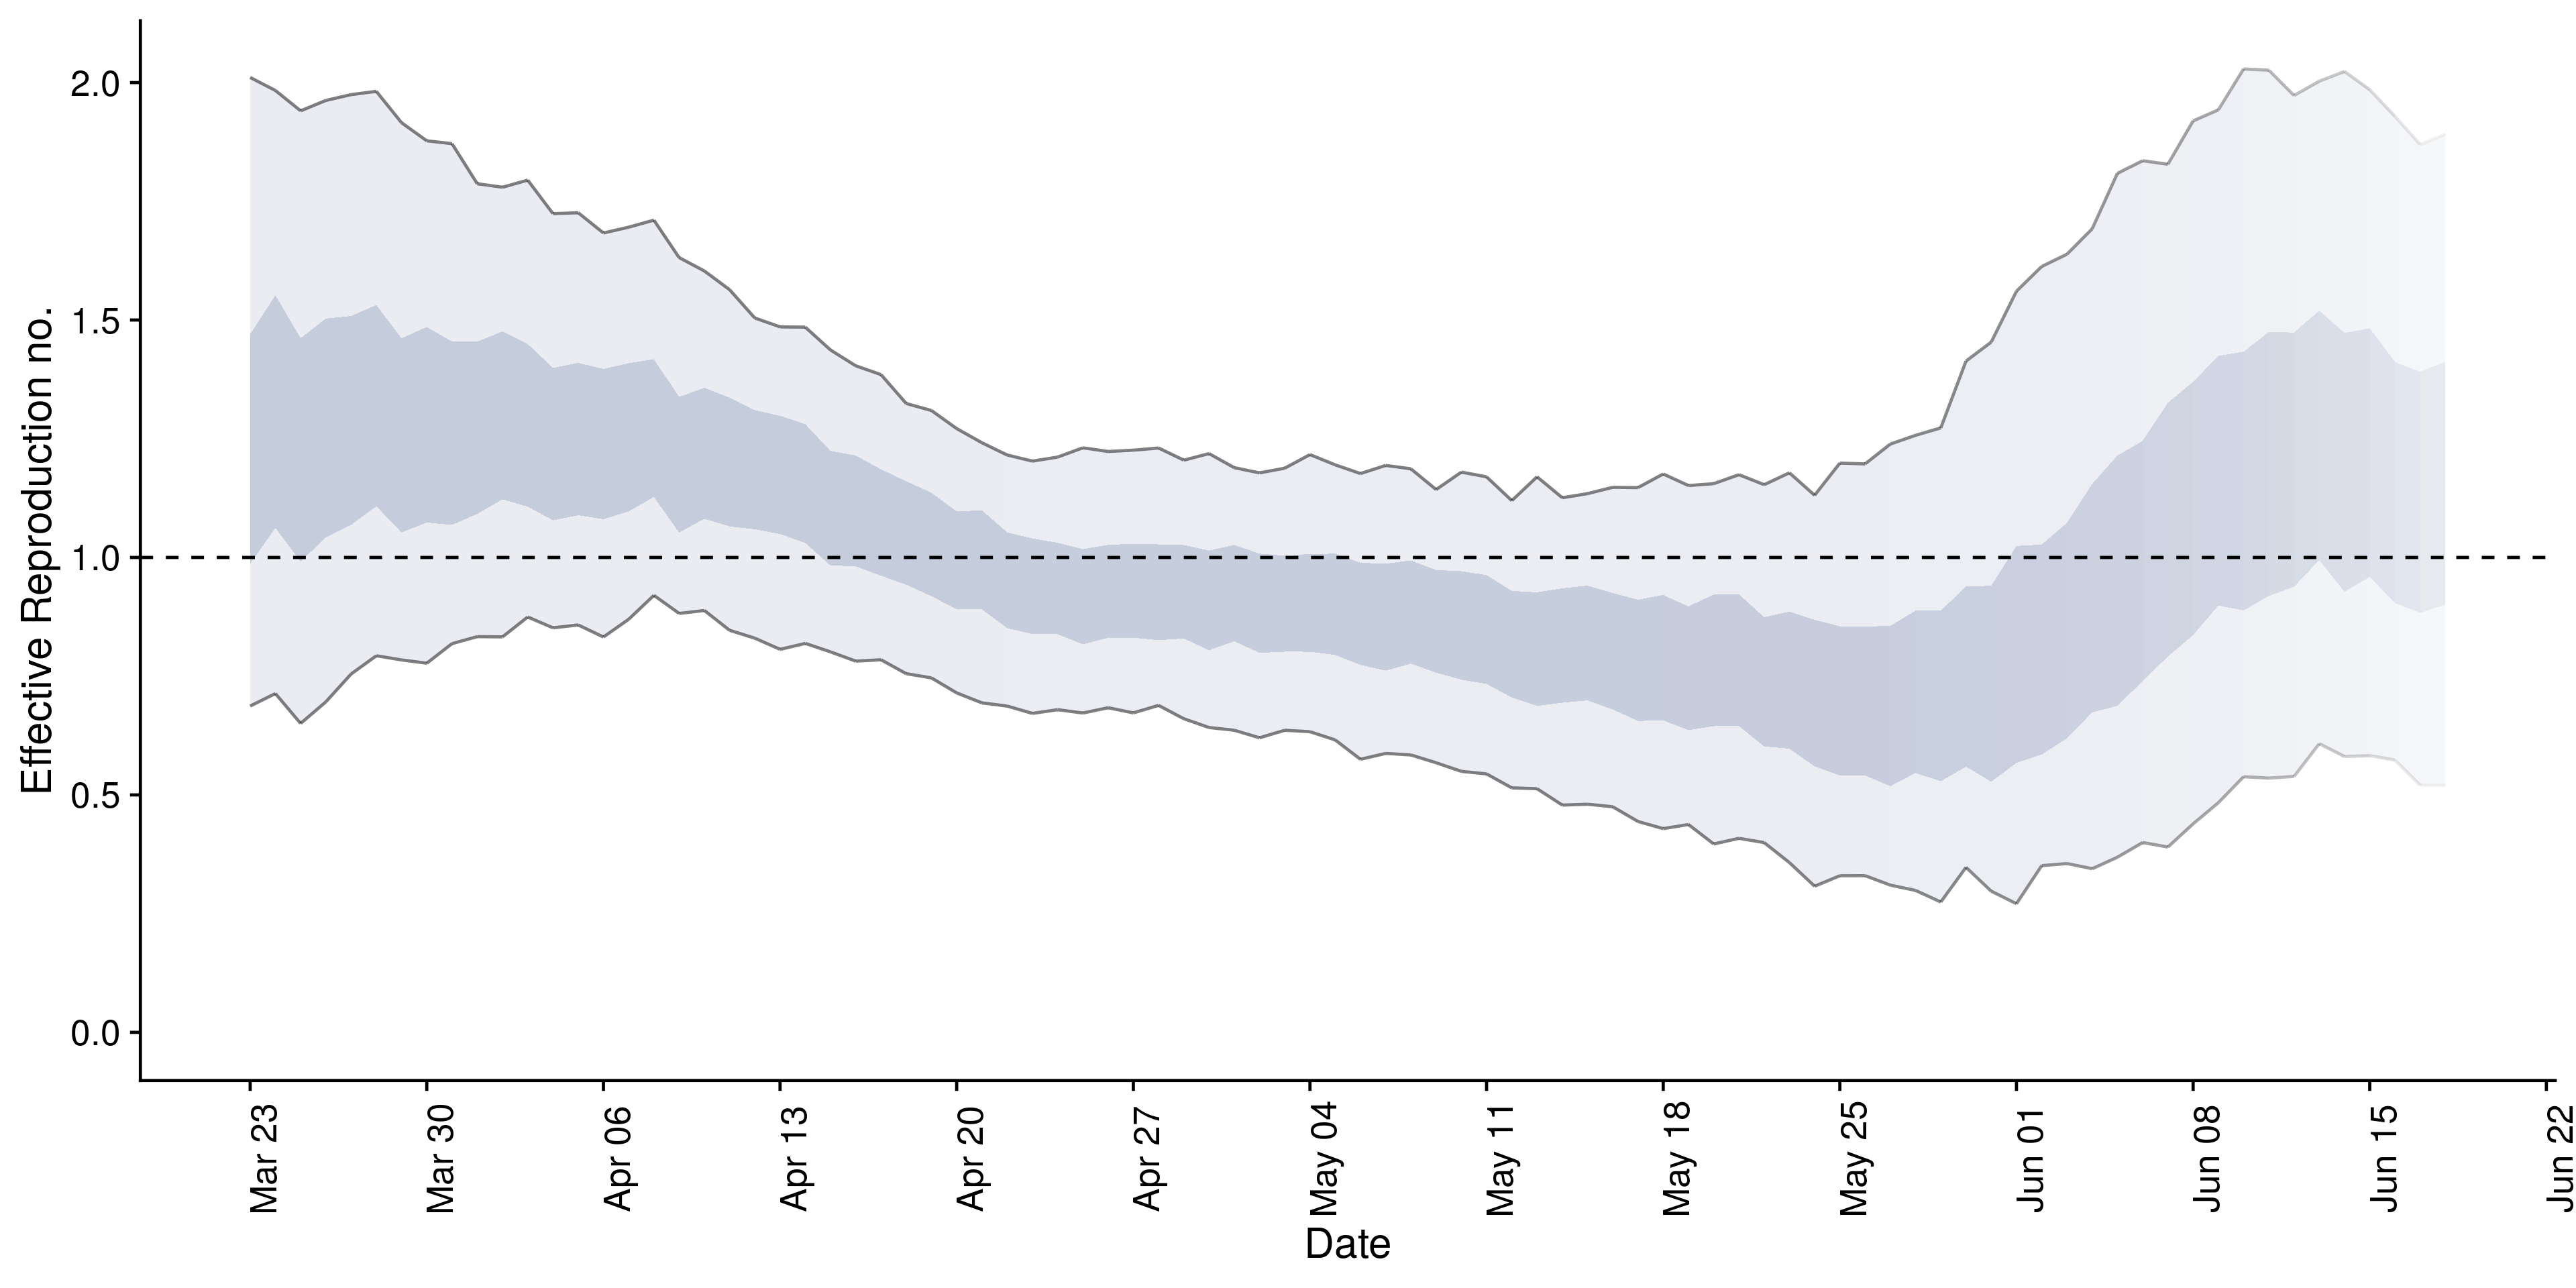 Effective Reproduction no.
2.0
1.5
1.0
0.5
0.0
Mar 23
Mar 30
Apr 06
Apr 13
Apr 20
Apr 27
May 04
May 11
May 18
May 25
Jun 01
Jun 08
Jun 15
Jun 22
Date